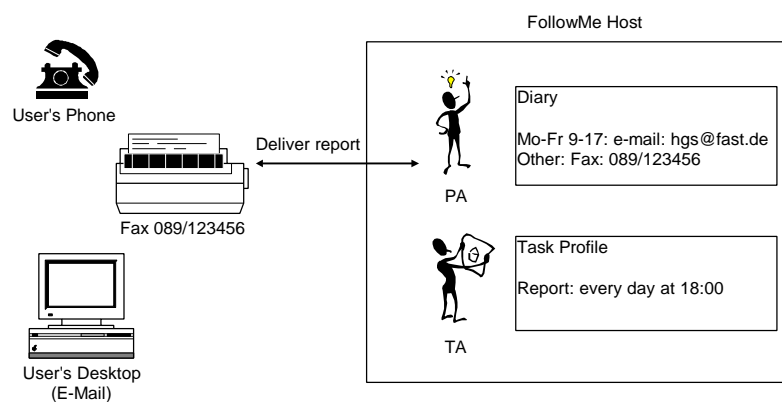 FollowMe Host
User's Phone
Deliver report
Fax 089/123456
User's Desktop
(E-Mail)
Diary
Mo-Fr 9-17: e-mail: hgs@fast.de
Other: Fax: 089/123456
PA
Task Profile
Report: every day at 18:00
TA